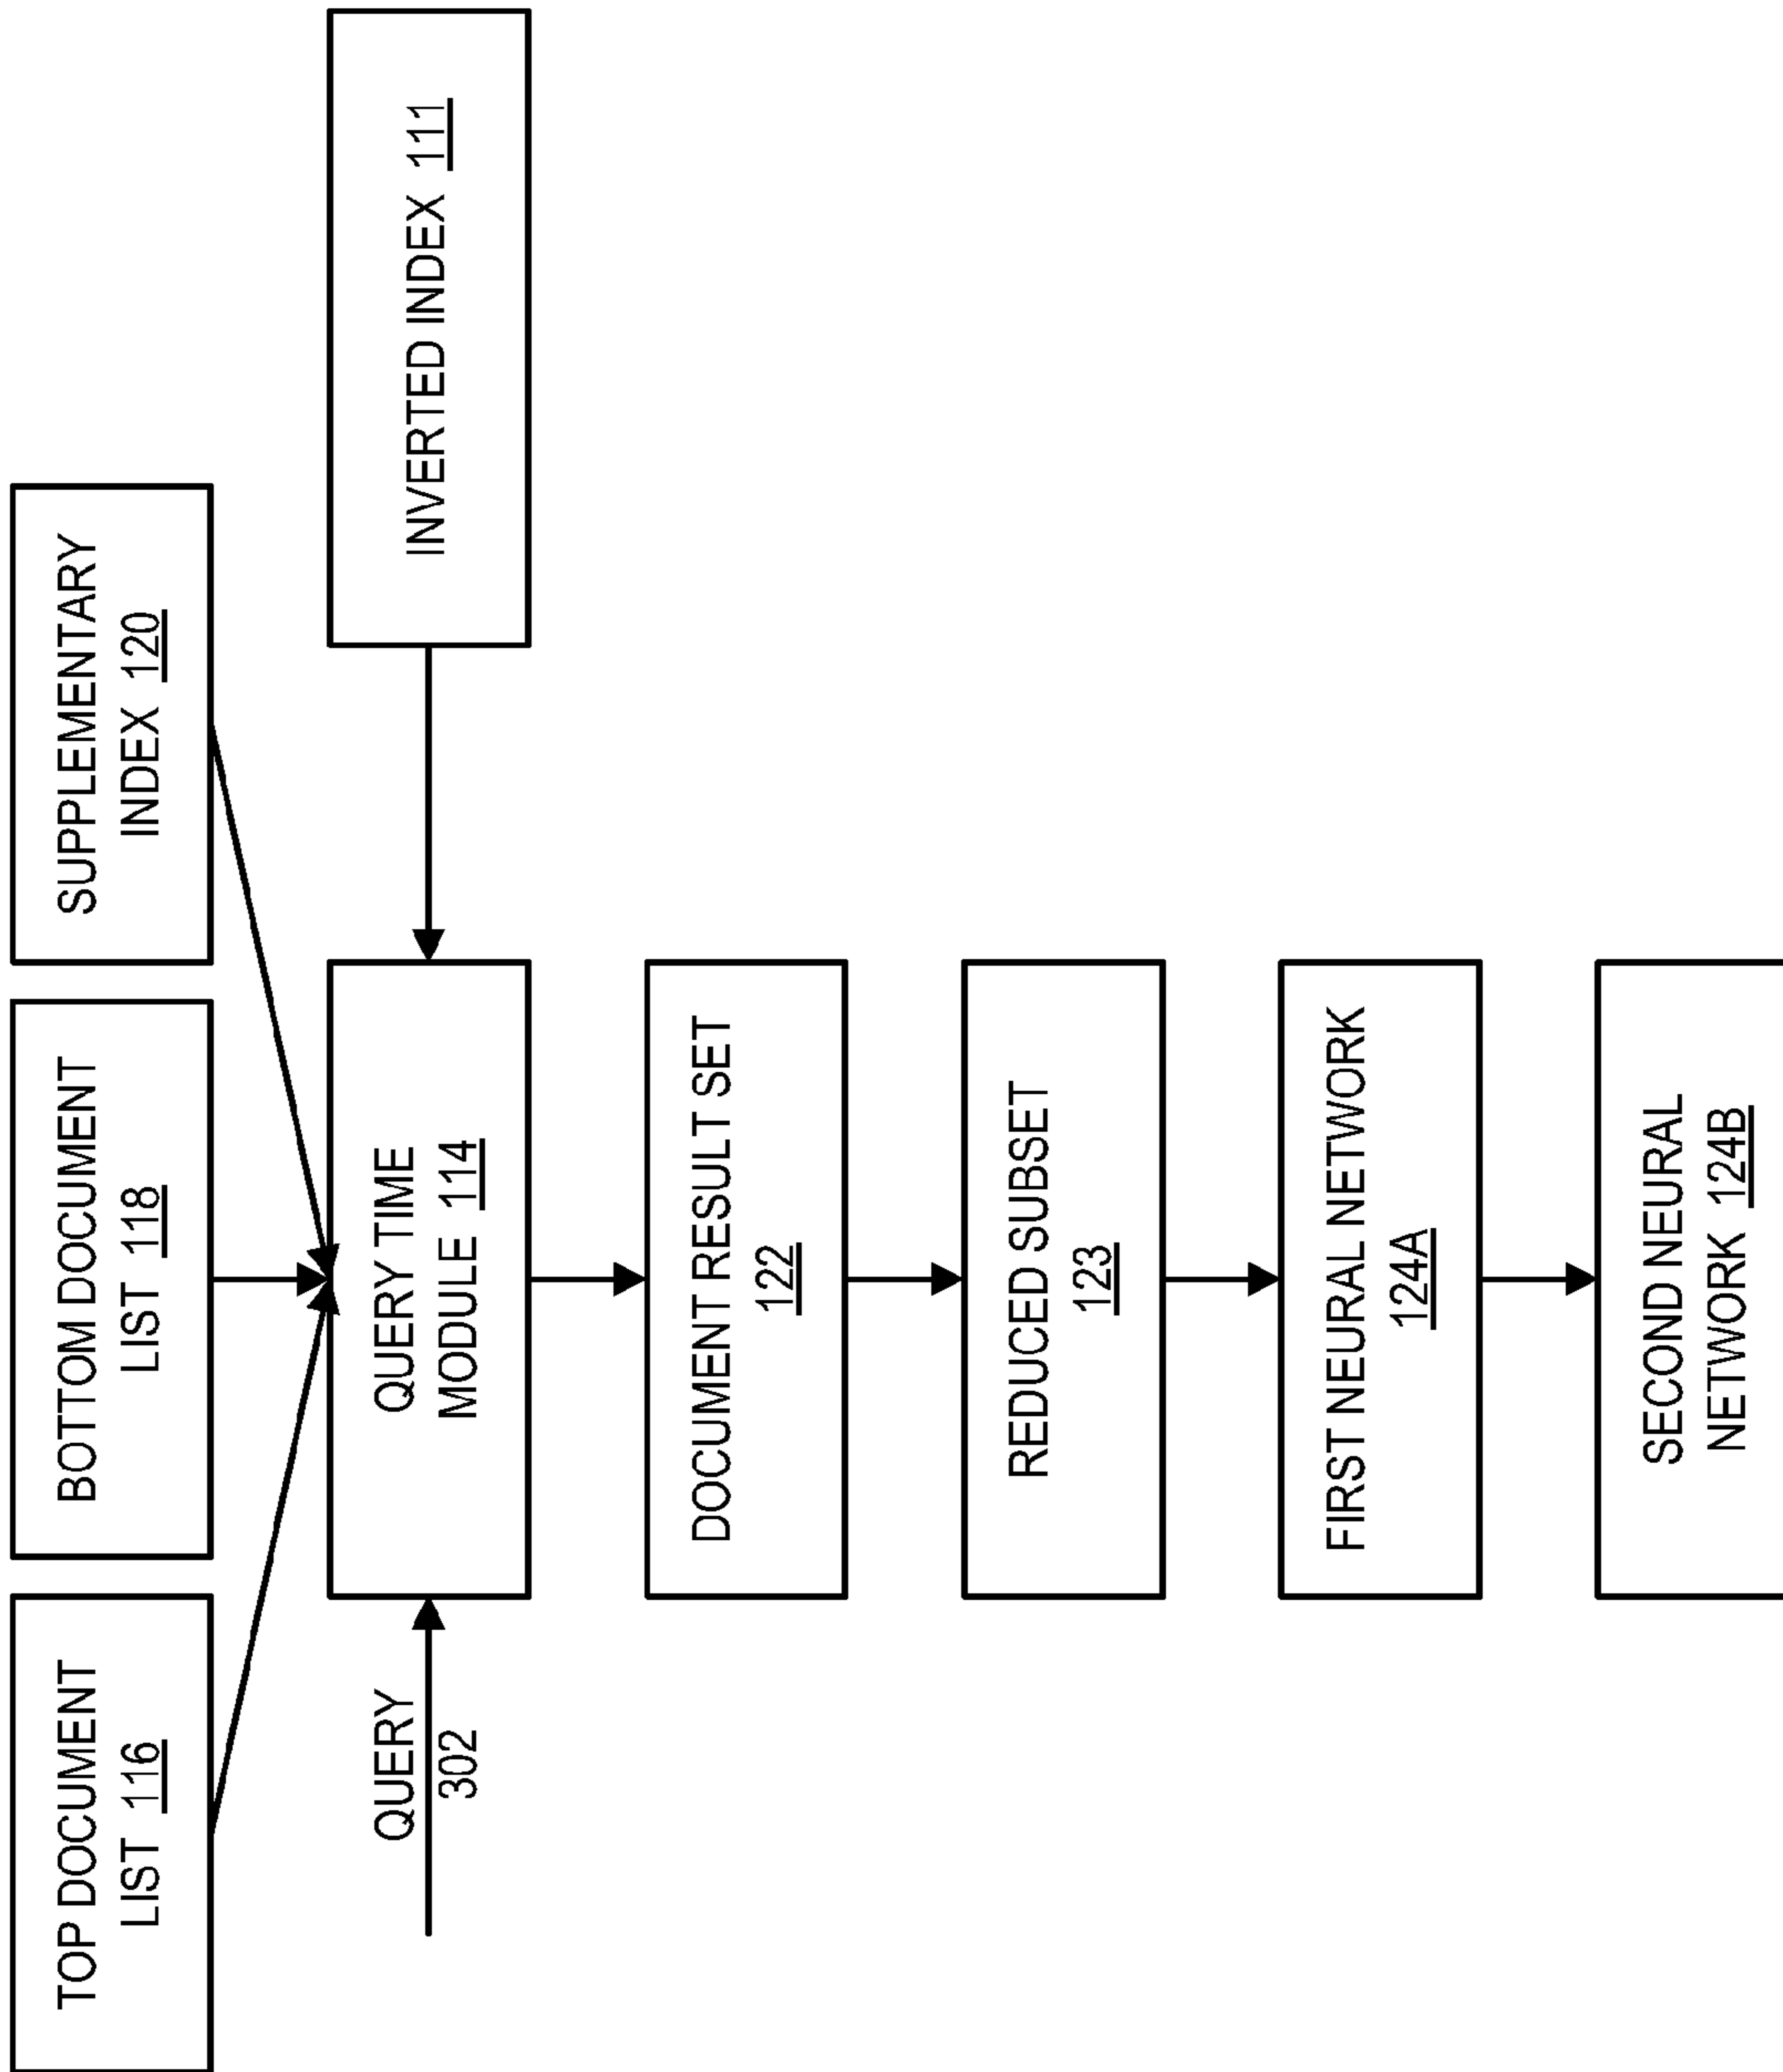 TOP DOCUMENT
LIST 116
BOTTOM DOCUMENT
LIST 118
SUPPLEMENTARY
INDEX 120
QUERY
302
QUERY TIME
MODULE 114
INVERTED INDEX 111
DOCUMENT RESULT SET
122
REDUCED SUBSET
123
FIRST NEURAL NETWORK
124A
SECOND NEURAL
NETWORK 124B